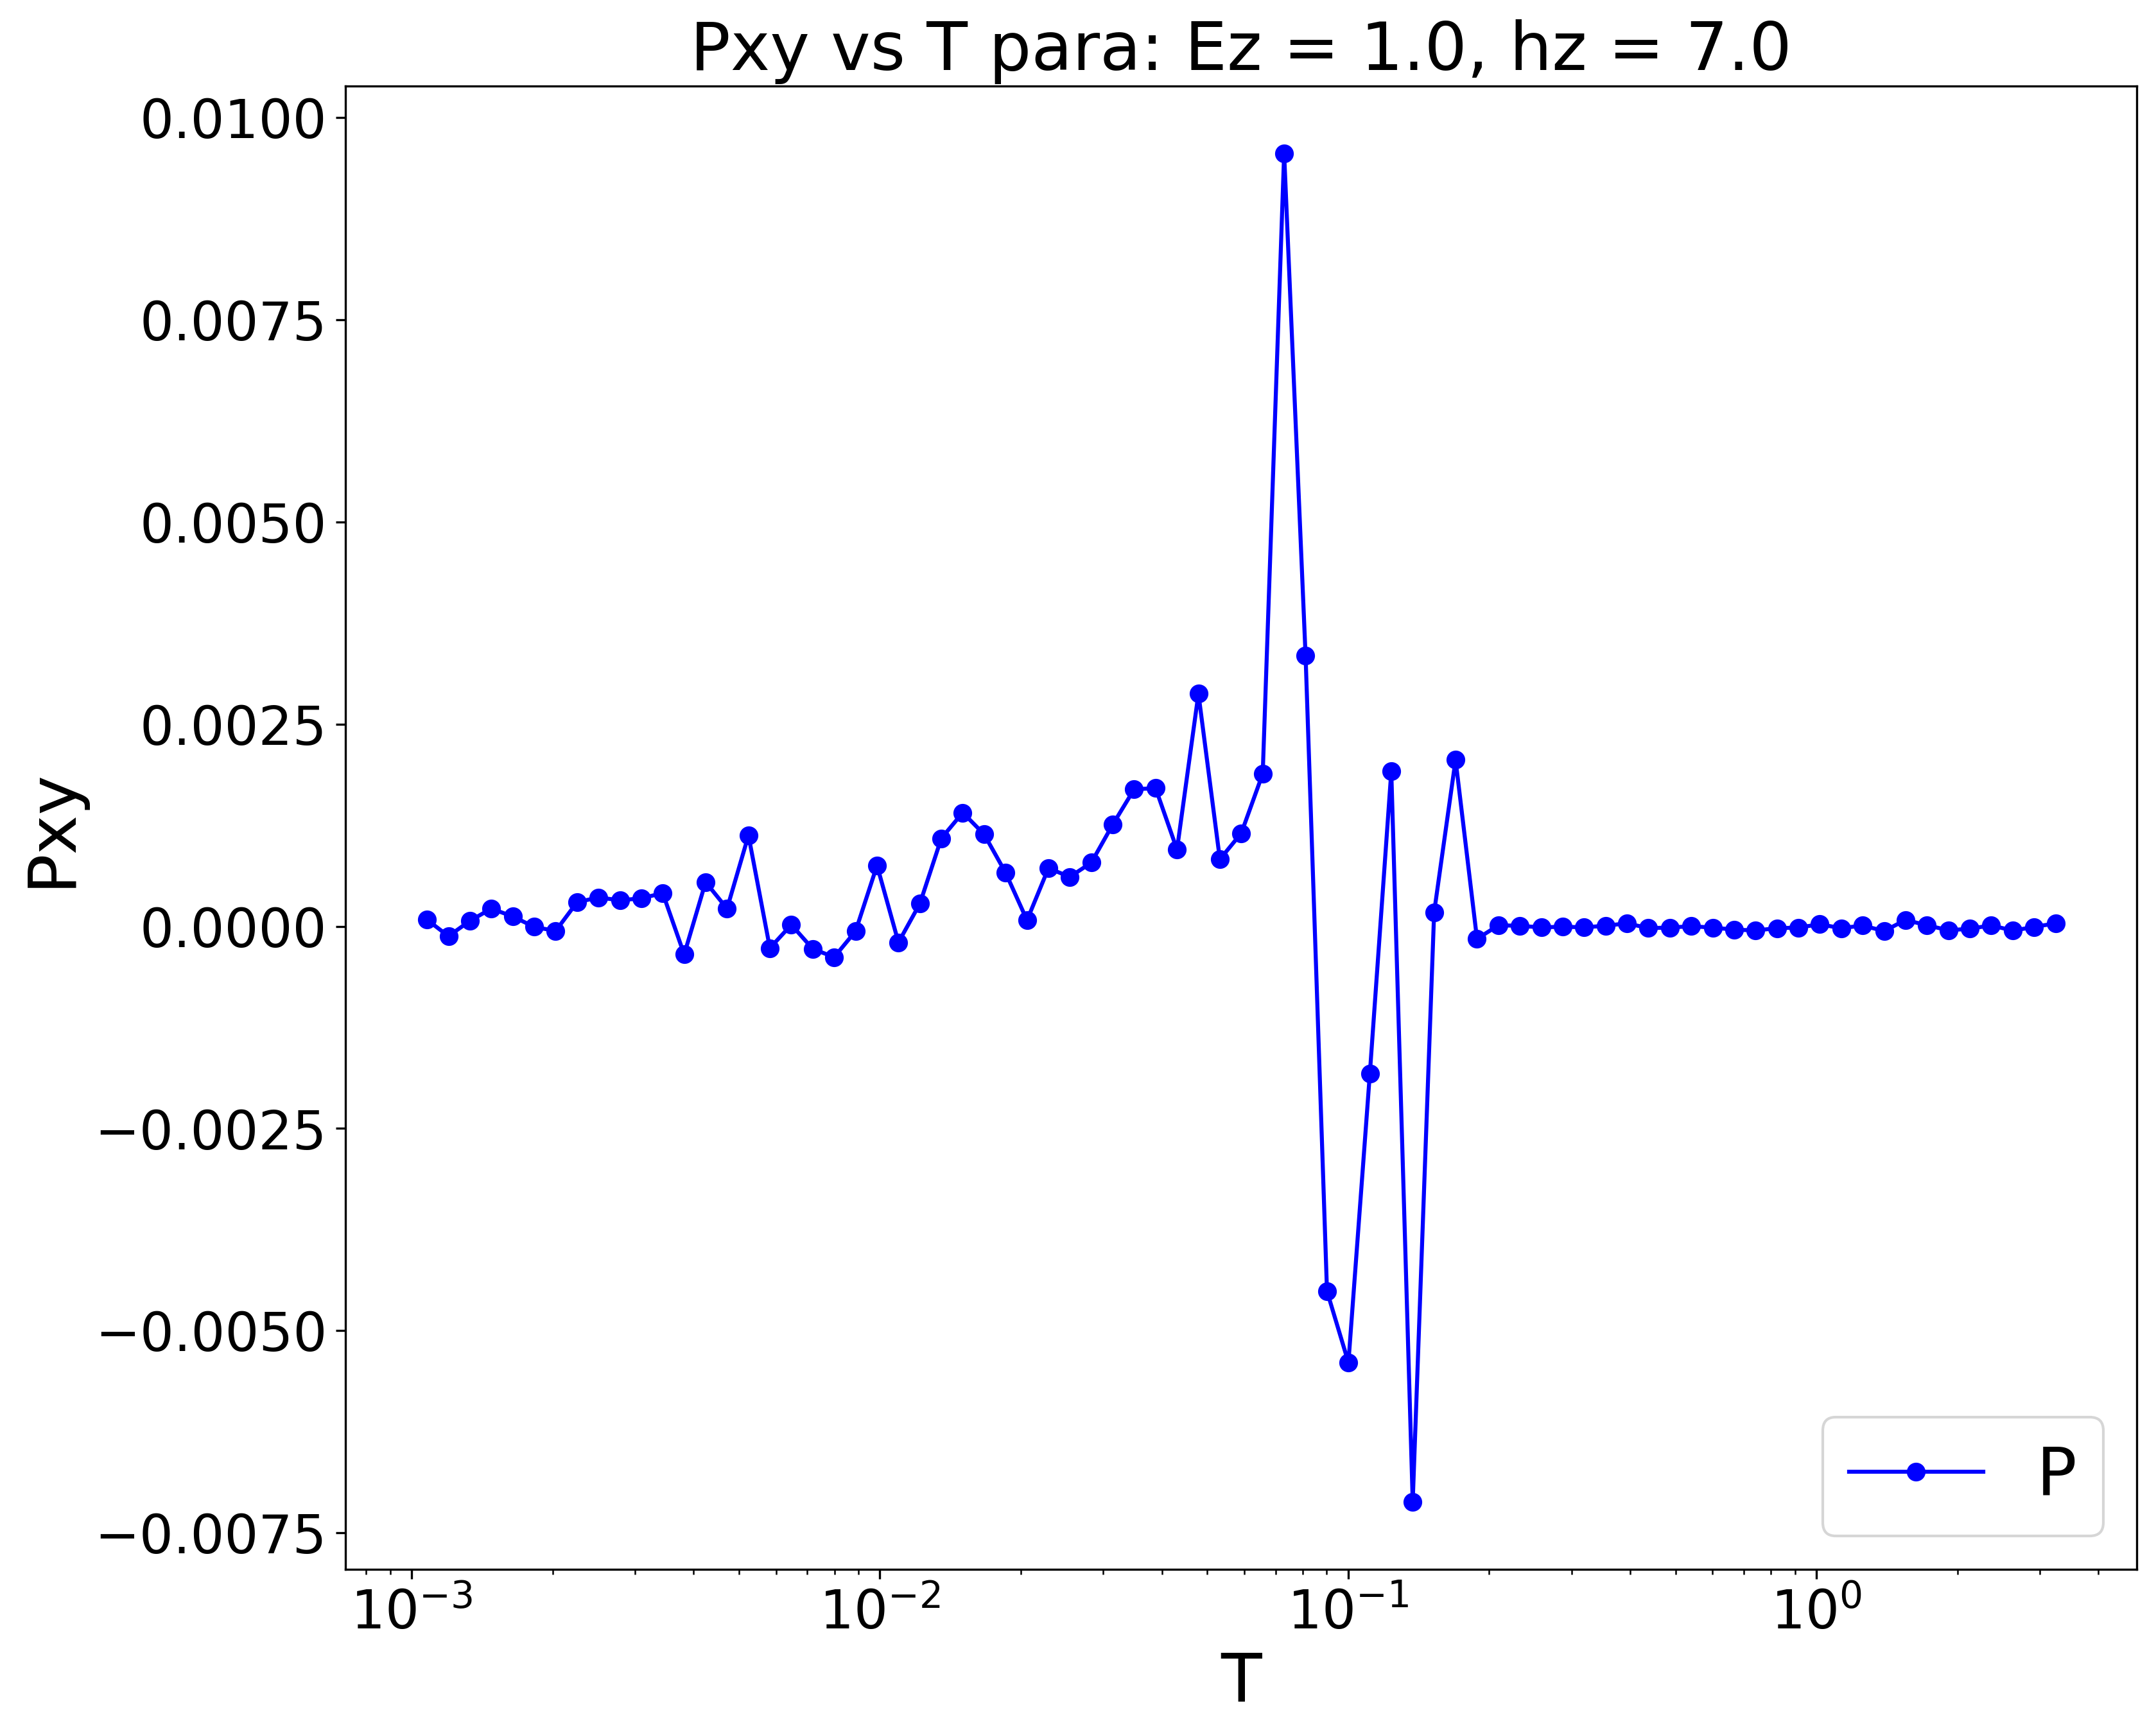 Pxy vs T para: Ez = 1.0, hz = 7.0
0.0100
0.0075
0.0050
0.0025
0.0000
−0.0025
−0.0050
−0.0075
Pxy
P
10⁻³ 10⁻² 10⁻¹ 10⁰
T